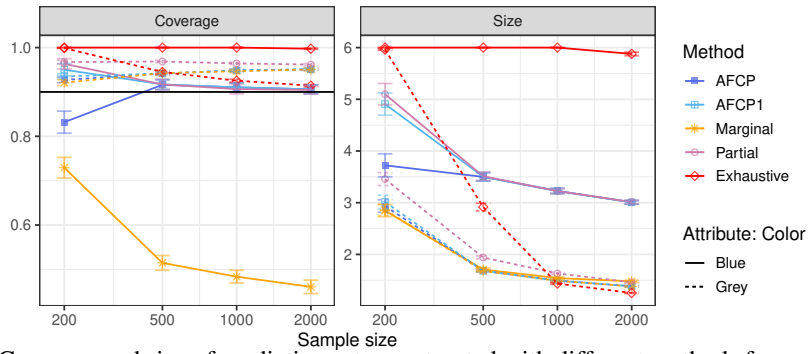 Coverage
Size
1.0
0.8
0.6
6
5
4
3
2
200
500
1000
2000
200
500
1000
2000
Sample size
Method
AFCP
AFCP1
Marginal
Partial
Exhaustive
Attribute: Color
Blue
Grey